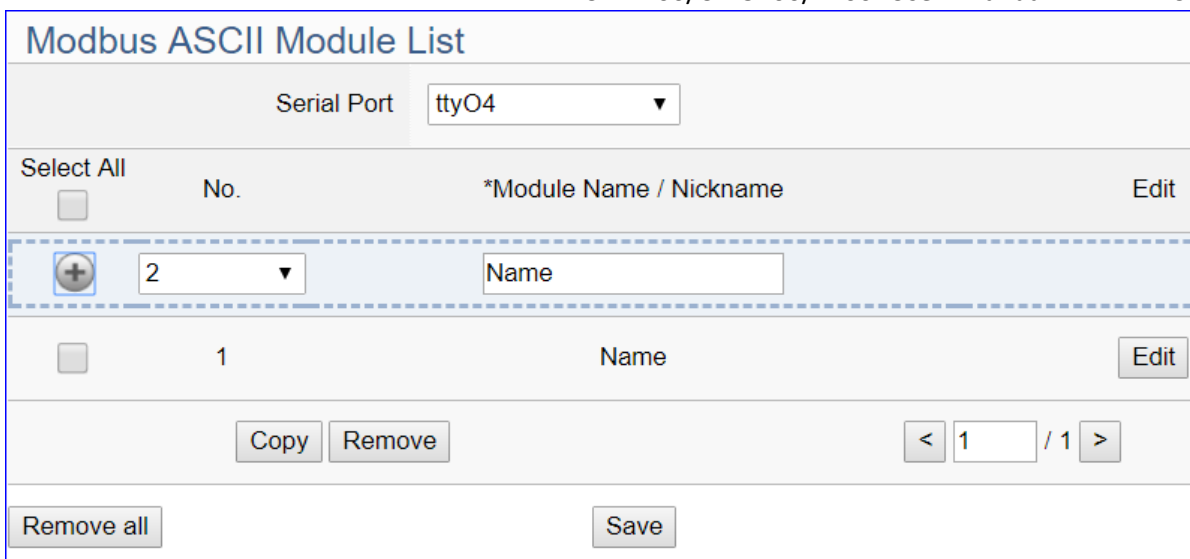 Modbus ASCII Module List
Serial Port ttyO4
Select All
No. *Module Name / Nickname Edit
2 Name
1 Name Edit
Copy Remove < 1 / 1 >
Remove all Save